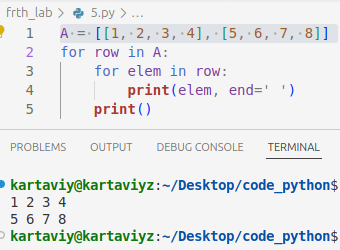 frth_lab > 5.py > ...
1 A = [[1, 2, 3, 4], [5, 6, 7, 8]]
2 for row in A:
3     for elem in row:
4         print(elem, end=' ')
5     print()
PROBLEMS OUTPUT DEBUG CONSOLE TERMINAL
kartaviy@kartaviyz:~/Desktop/code_python$
1 2 3 4
5 6 7 8
kartaviy@kartaviyz:~/Desktop/code_python$